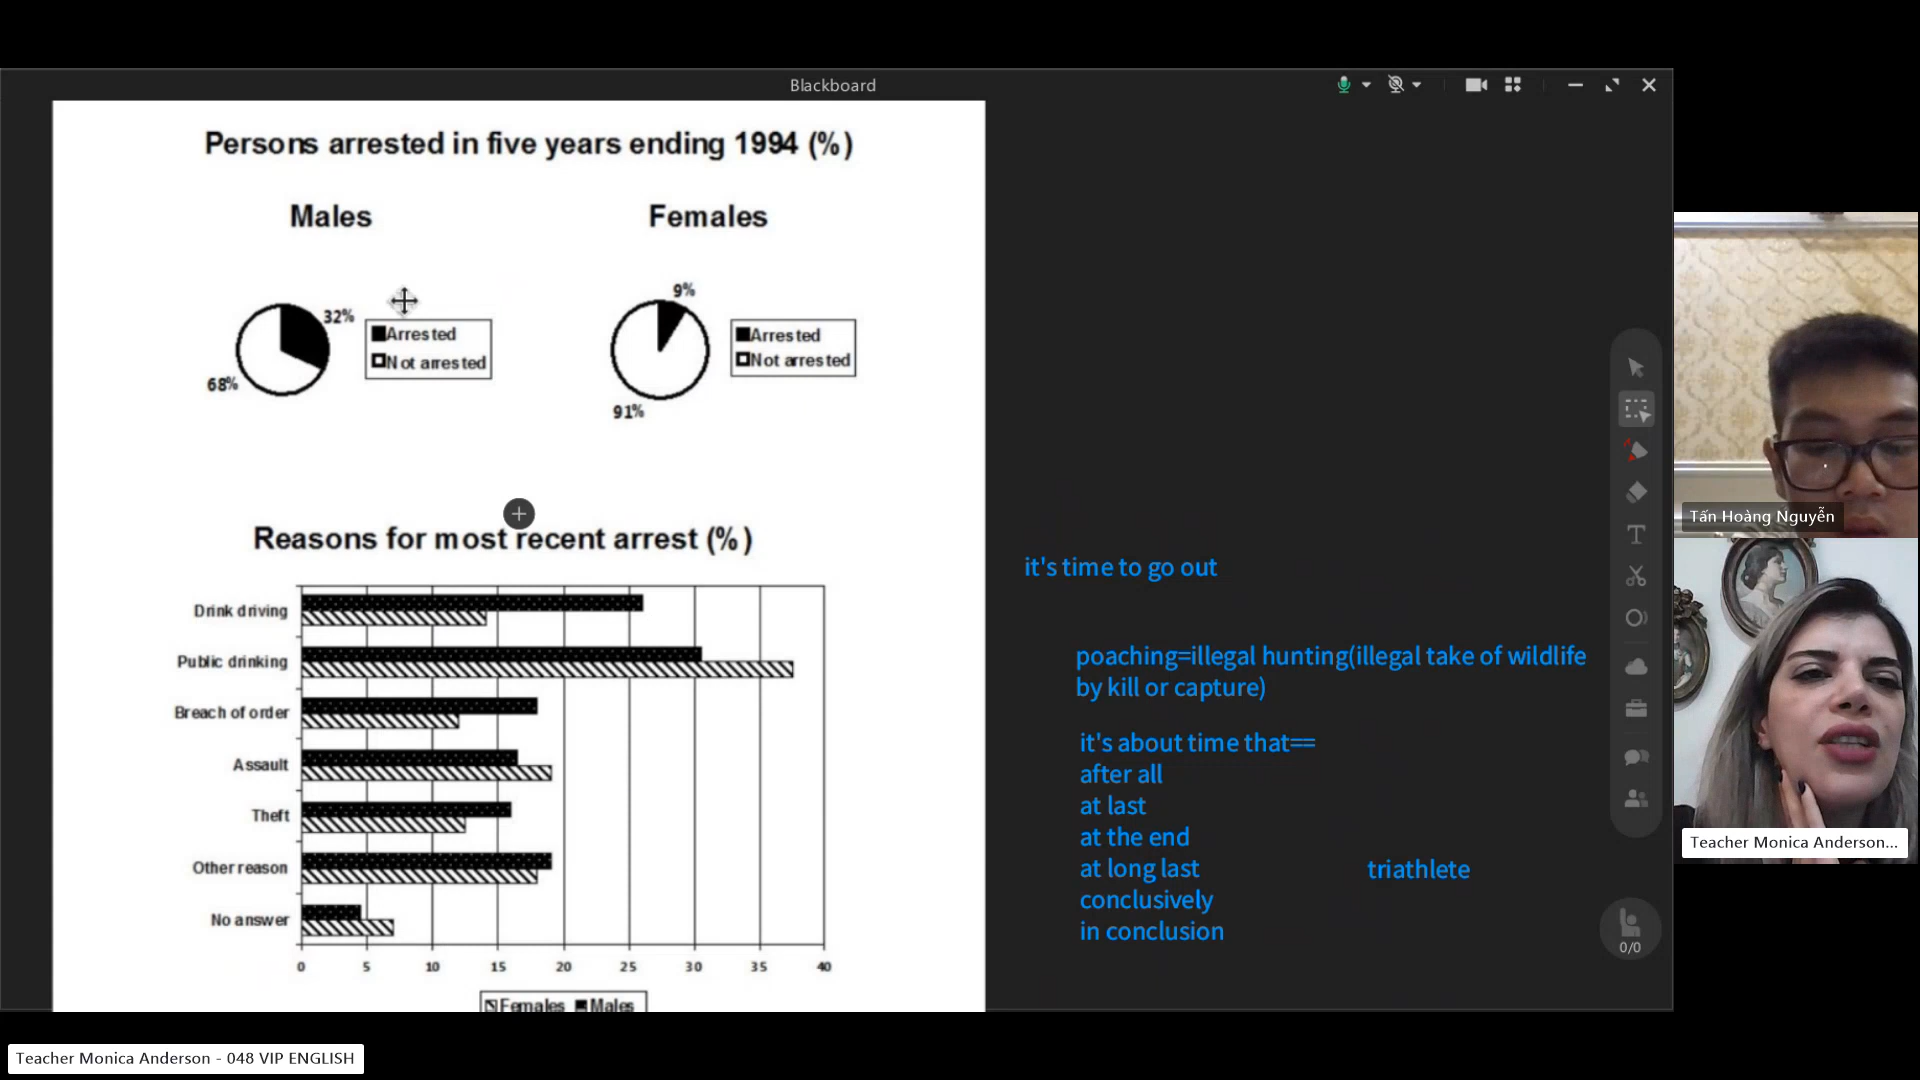 Blackboard
Persons arrested in five years ending 1994 (%)
Males
Females
32%
68%
Arrested
Not arrested
9%
91%
Arrested
Not arrested
Reasons for most recent arrest (%)
Drink driving
Public drinking
Breach of order
Assault
Theft
Other reason
No answer
0 5 10 15 20 25 30 35 40
Females Males
it's time to go out
poaching=illegal hunting(illegal take of wildlife
by kill or capture)
it's about time that==
after all
at last
at the end
at long last
conclusively
in conclusion
triathlete
T
0/0
Tấn Hoàng Nguyễn
Teacher Monica Anderson...
Teacher Monica Anderson - 048 VIP ENGLISH